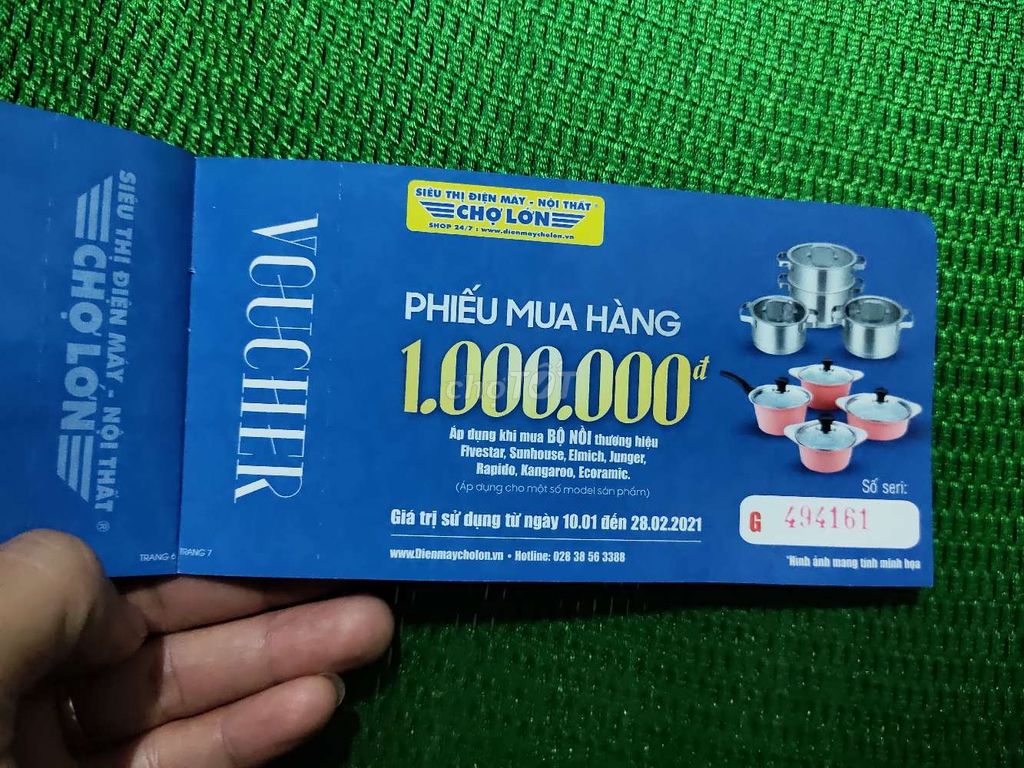 SIÊU THỊ ĐIỆN MÁY - NỘI THẤT
CHỢ LỚN
®
TRANG 6
TRANG 7
VOUCHER
SIÊU THỊ ĐIỆN MÁY - NỘI THẤT ®
CHỢ LỚN
SHOP 24/7 : www.dienmaycholon.vn
PHIẾU MUA HÀNG
1.000.000đ
choTỐT
Áp dụng khi mua BỘ NỒI thương hiệu
Fivestar, Sunhouse, Elmich, Junger,
Rapido, Kangaroo, Ecoramic.
(Áp dụng cho một số model sản phẩm)
Giá trị sử dụng từ ngày 10.01 đến 28.02.2021
www.Dienmaycholon.vn • Hotline: 028 38 56 3388
Số seri:
G 494161
*Hình ảnh mang tính minh họa